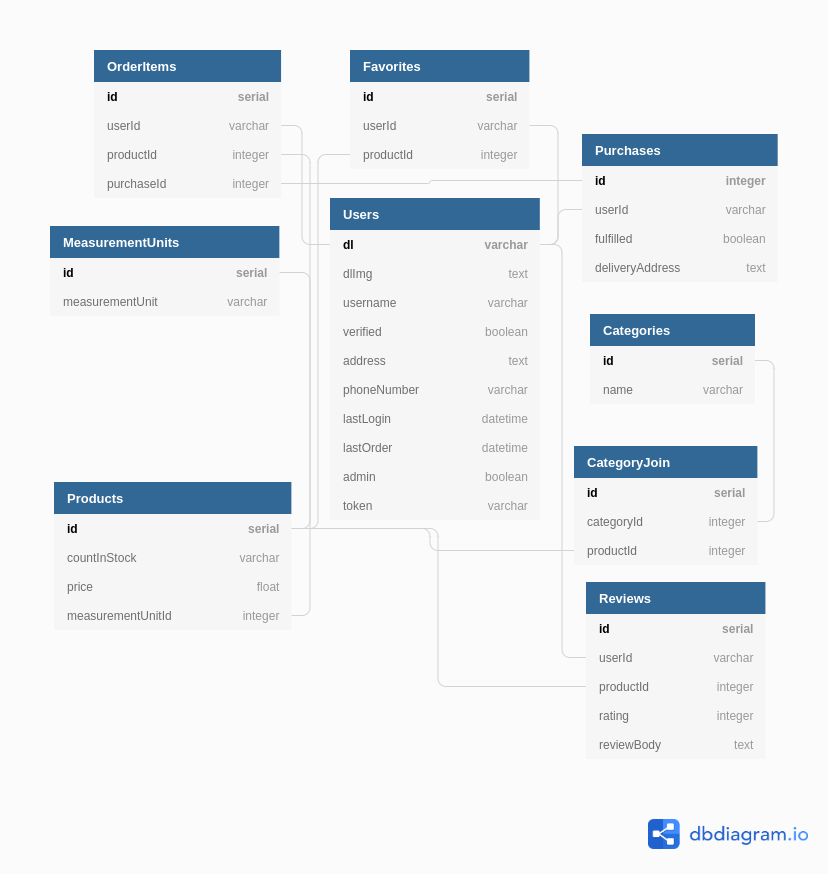 OrderItems
id serial
userId varchar
productId integer
purchaseId integer
Favorites
id serial
userId varchar
productId integer
Purchases
id integer
userId varchar
fulfilled boolean
deliveryAddress text
Users
dl varchar
dlImg text
username varchar
verified boolean
address text
phoneNumber varchar
lastLogin datetime
lastOrder datetime
admin boolean
token varchar
MeasurementUnits
id serial
measurementUnit varchar
Categories
id serial
name varchar
CategoryJoin
id serial
categoryId integer
productId integer
Products
id serial
countInStock varchar
price float
measurementUnitId integer
Reviews
id serial
userId varchar
productId integer
rating integer
reviewBody text
dbdiagram.io